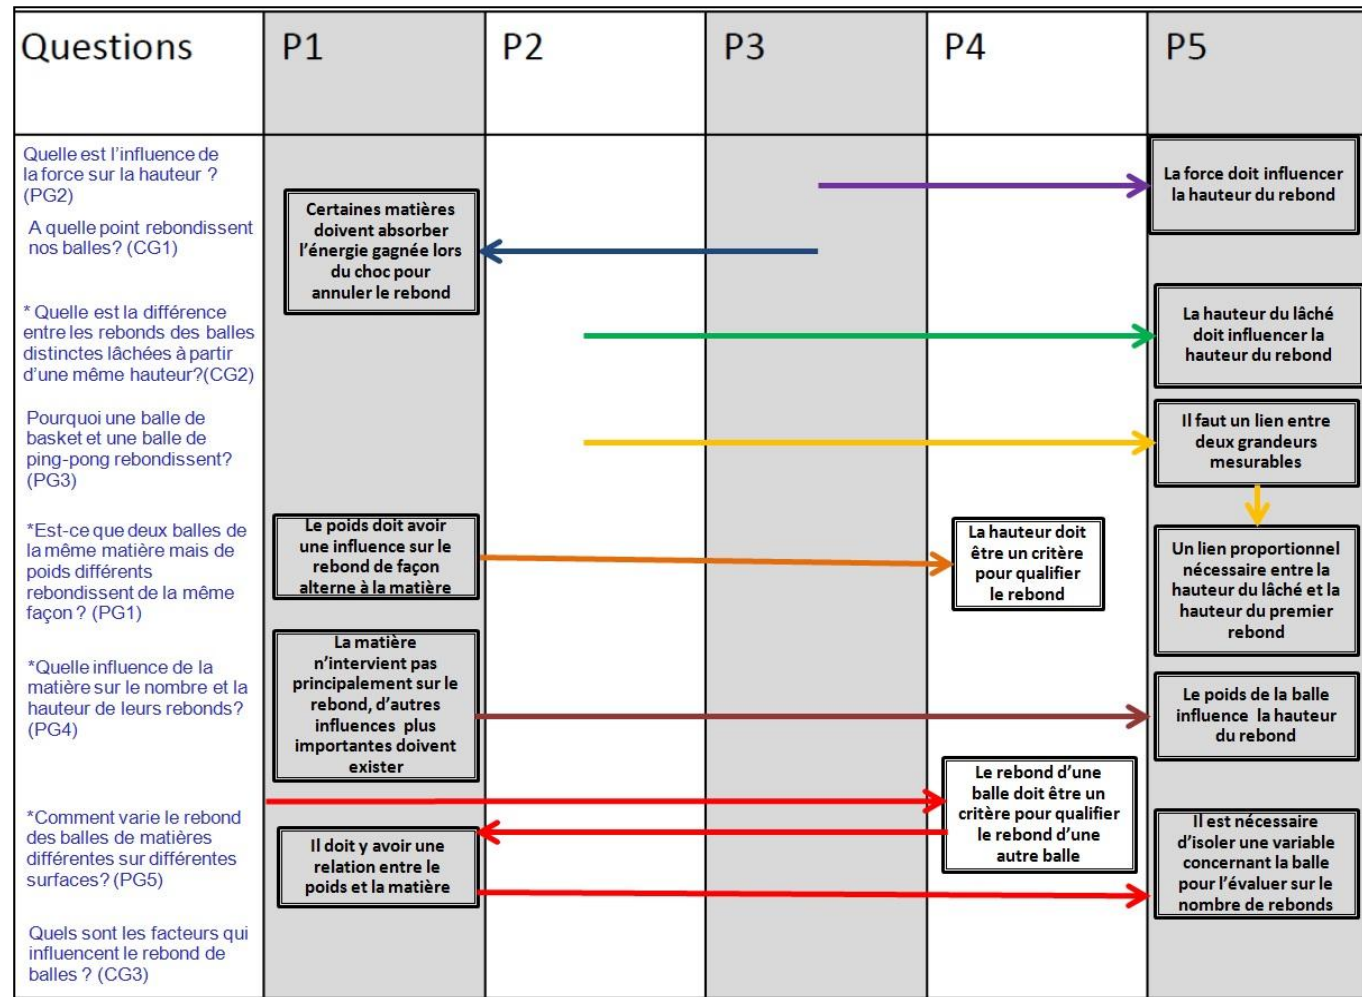 Questions
P1
P2
P3
P4
P5
Quelle est l’influence de
la force sur la hauteur ?
(PG2)
A quelle point rebondissent
nos balles? (CG1)
* Quelle est la différence
entre les rebonds des balles
distinctes lâchées à partir
d’une même hauteur?(CG2)
Pourquoi une balle de
basket et une balle de
ping-pong rebondissent?
(PG3)
*Est-ce que deux balles de
la même matière mais de
poids différents
rebondissent de la même
façon ? (PG1)
*Quelle influence de la
matière sur le nombre et la
hauteur de leurs rebonds?
(PG4)
*Comment varie le rebond
des balles de matières
différentes sur différentes
surfaces? (PG5)
Quels sont les facteurs qui
influencent le rebond de
balles ? (CG3)
Certaines matières
doivent absorber
l’énergie gagnée lors
du choc pour
annuler le rebond
Le poids doit avoir
une influence sur le
rebond de façon
alterne à la matière
La matière
n’intervient pas
principalement sur le
rebond, d’autres
influences plus
importantes doivent
exister
Il doit y avoir une
relation entre le
poids et la matière
La hauteur doit
être un critère
pour qualifier
le rebond
Le rebond d’une
balle doit être un
critère pour qualifier
le rebond d’une
autre balle
La force doit influencer
la hauteur du rebond
La hauteur du lâché
doit influencer la
hauteur du rebond
Il faut un lien entre
deux grandeurs
mesurables
Un lien proportionnel
nécessaire entre la
hauteur du lâché et la
hauteur du premier
rebond
Le poids de la balle
influence la hauteur
du rebond
Il est nécessaire
d’isoler une variable
concernant la balle
pour l’évaluer sur le
nombre de rebonds